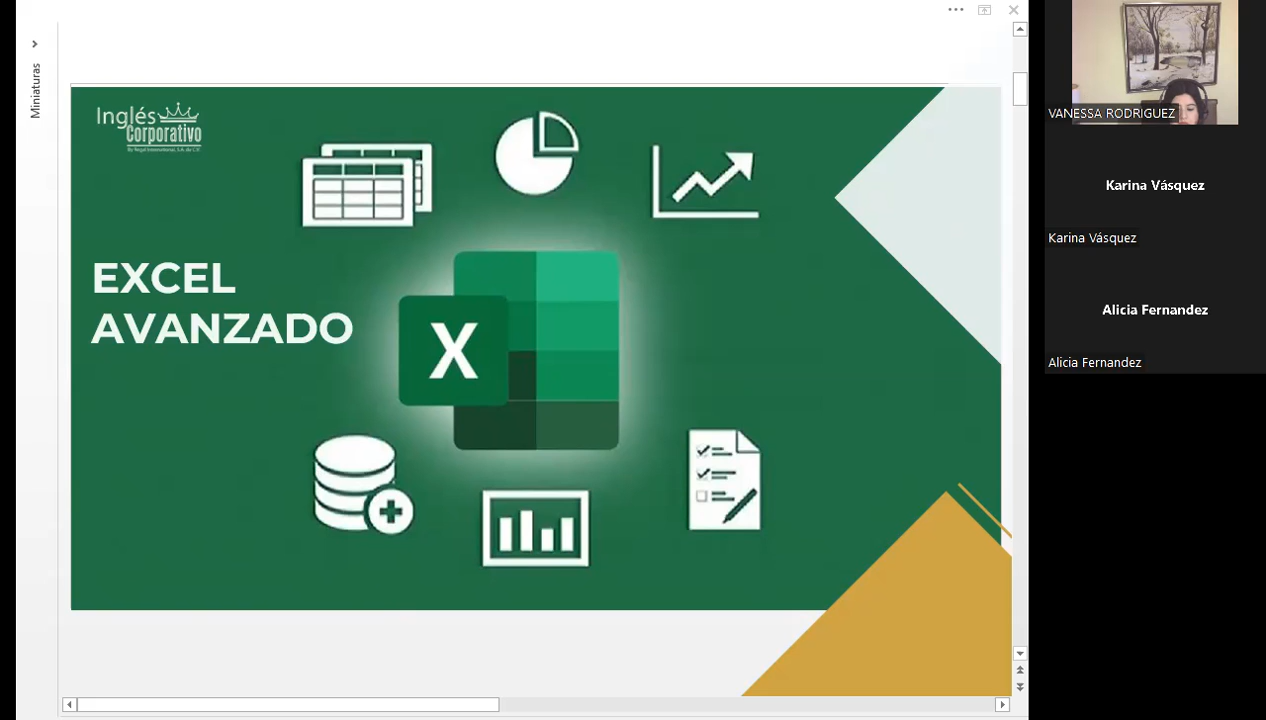 Miniaturas
Inglés
Corporativo
EXCEL
AVANZADO
X
VANESSA RODRIGUEZ
Karina Vásquez
Karina Vásquez
Alicia Fernandez
Alicia Fernandez